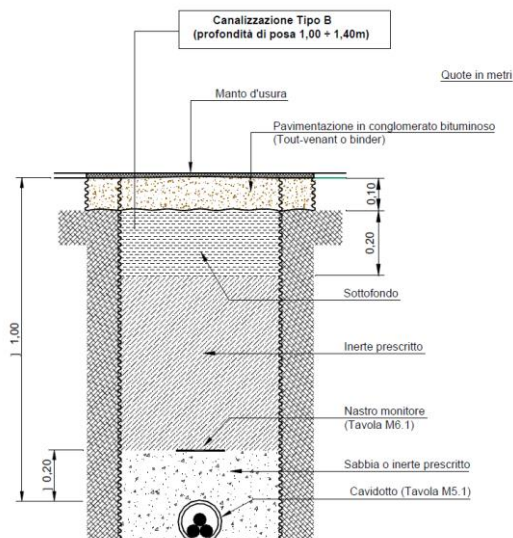 Canalizzazione Tipo B
(profondità di posa 1,00 ÷ 1,40m)
Quote in metri
Manto d'usura
Pavimentazione in conglomerato bituminoso
(Tout-venant o binder)
0,10
0,20
Sottofondo
] 1,00
Inerte prescritto
Nastro monitore
(Tavola M6.1)
] 0,20
Sabbia o inerte prescritto
Cavidotto (Tavola M5.1)